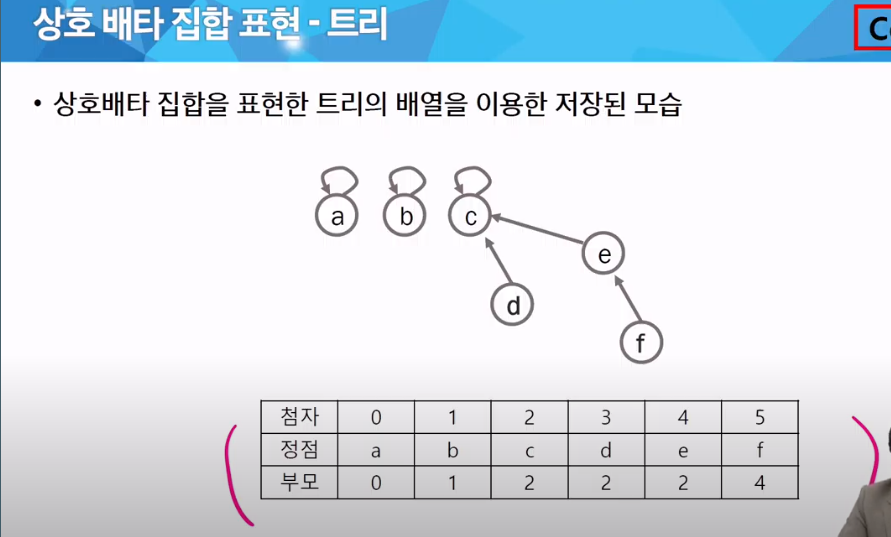 상호 배타 집합 표현 - 트리
• 상호배타 집합을 표현한 트리의 배열을 이용한 저장된 모습
a b c
e
d
f
첨자 0 1 2 3 4 5
정점 a b c d e f
부모 0 1 2 2 2 4